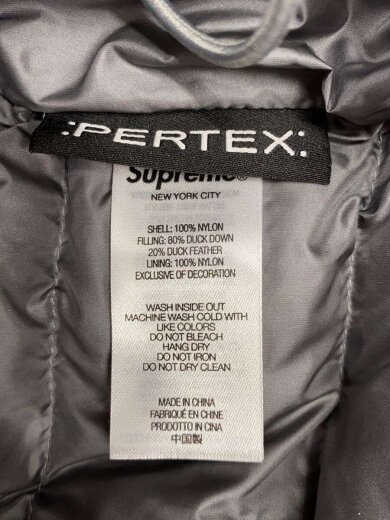 :PERTEX:
Supreme®
NEW YORK CITY
SHELL: 100% NYLON
FILLING: 80% DUCK DOWN
20% DUCK FEATHER
LINING: 100% NYLON
EXCLUSIVE OF DECORATION
WASH INSIDE OUT
MACHINE WASH COLD WITH
LIKE COLORS
DO NOT BLEACH
HANG DRY
DO NOT IRON
DO NOT DRY CLEAN
MADE IN CHINA
FABRIQUÉ EN CHINE
PRODOTTO IN CINA
中国製